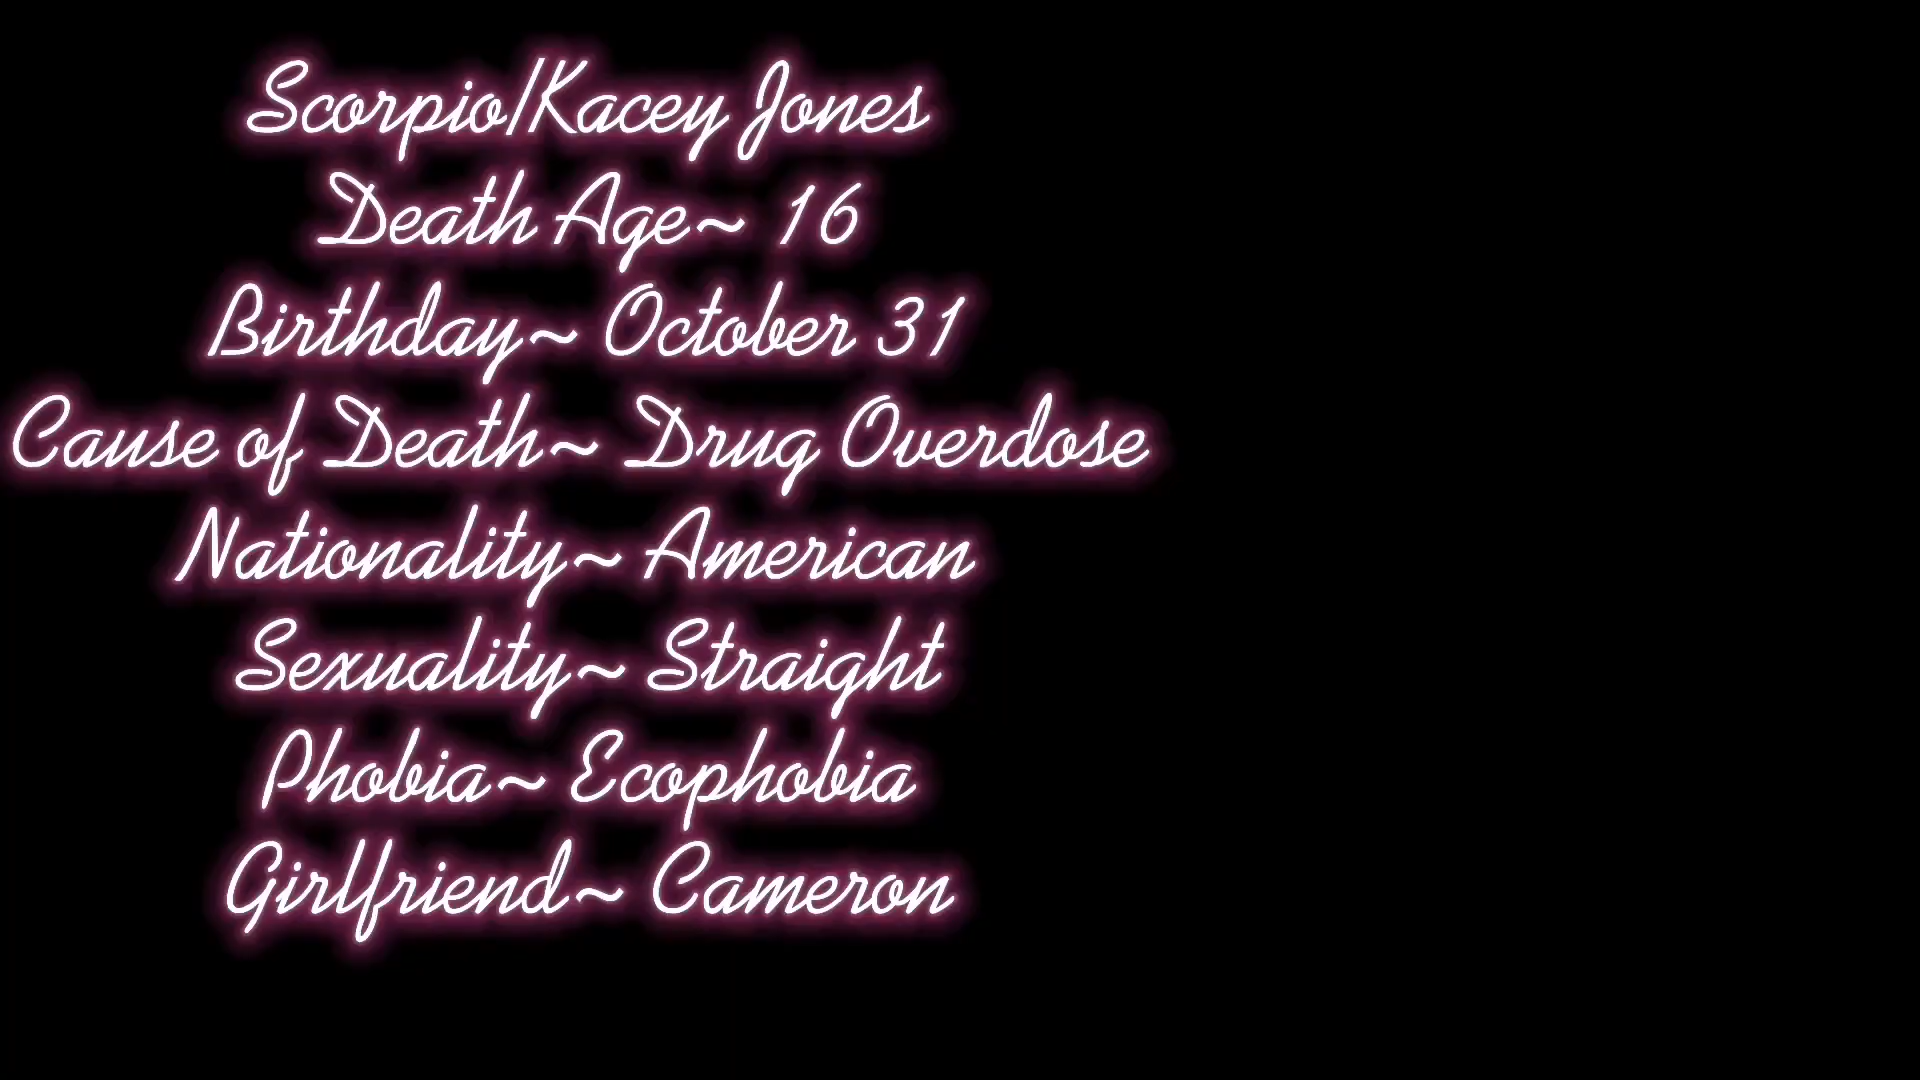 Scorpio/Kacey Jones
Death Age~ 16
Birthday~ October 31
Cause of Death~ Drug Overdose
Nationality~ American
Sexuality~ Straight
Phobia~ Ecophobia
Girlfriend~ Cameron